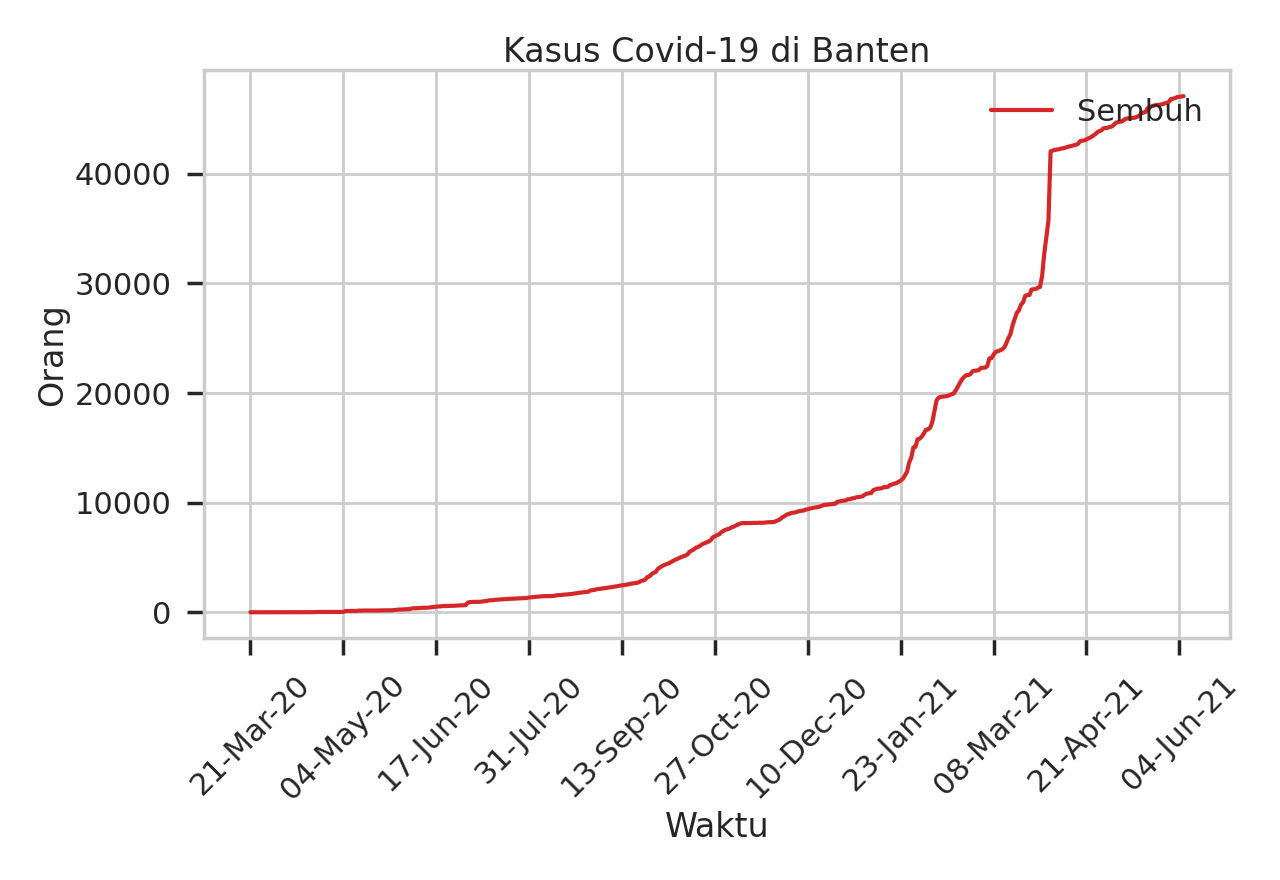 Kasus Covid-19 di Banten
Sembuh
Orang
40000
30000
20000
10000
0
21-Mar-20
04-May-20
17-Jun-20
31-Jul-20
13-Sep-20
27-Oct-20
10-Dec-20
23-Jan-21
08-Mar-21
21-Apr-21
04-Jun-21
Waktu